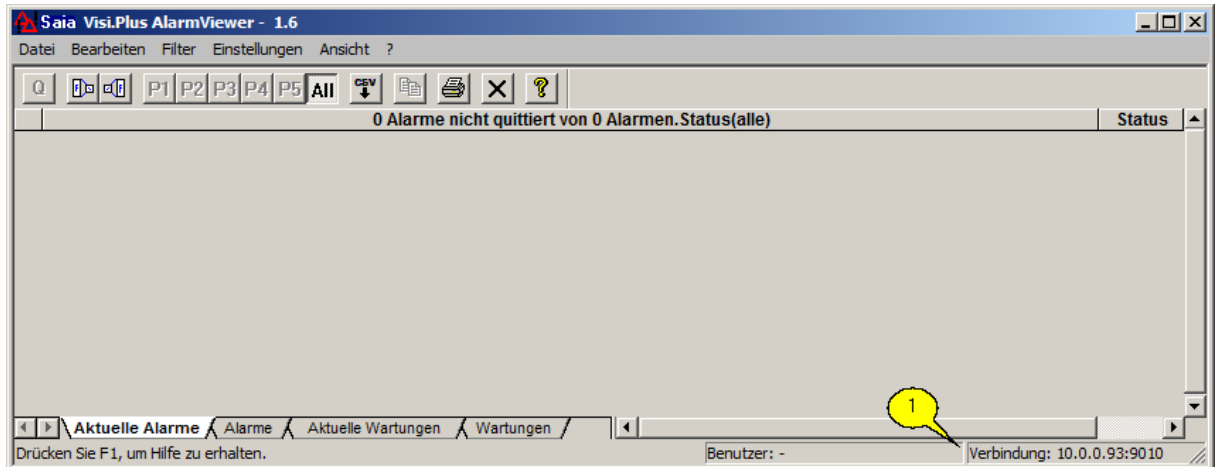 Saia Visi.Plus AlarmViewer - 1.6
Datei Bearbeiten Filter Einstellungen Ansicht ?
Q P1 P2 P3 P4 P5 All CSV ?
0 Alarme nicht quittiert von 0 Alarmen.Status(alle) Status
1
Aktuelle Alarme Alarme Aktuelle Wartungen Wartungen
Drücken Sie F1, um Hilfe zu erhalten. Benutzer: - Verbindung: 10.0.0.93:9010